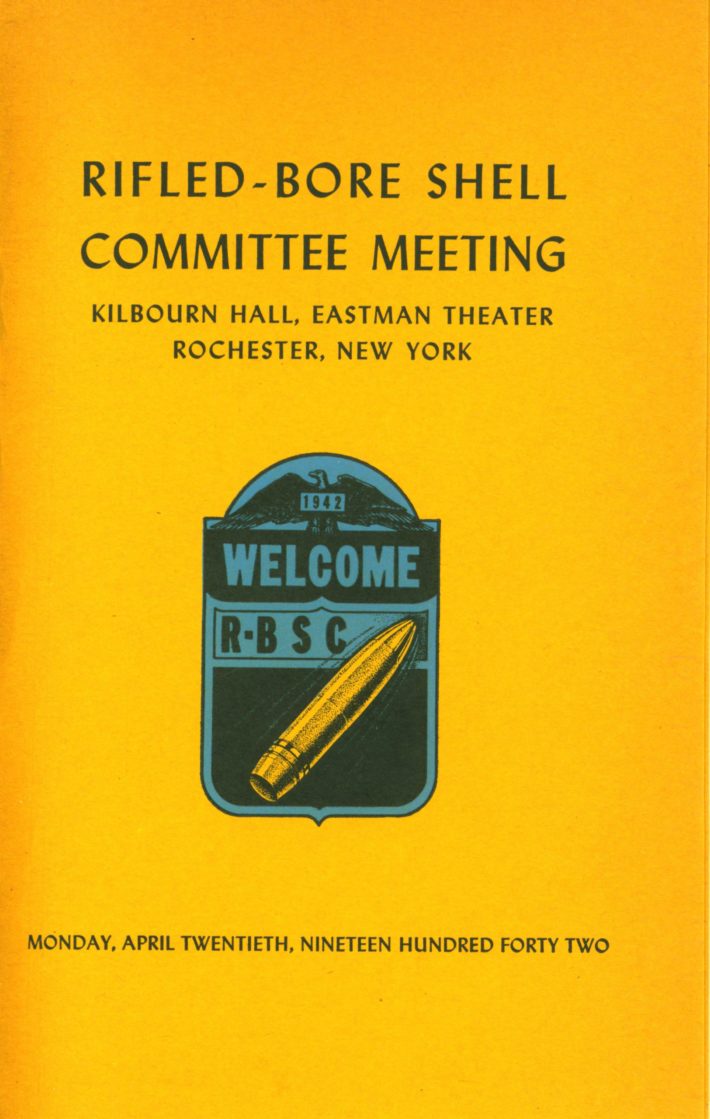 RIFLED-BORE SHELL
COMMITTEE MEETING
KILBOURN HALL, EASTMAN THEATER
ROCHESTER, NEW YORK
1942
WELCOME
R-B S C
MONDAY, APRIL TWENTIETH, NINETEEN HUNDRED FORTY TWO